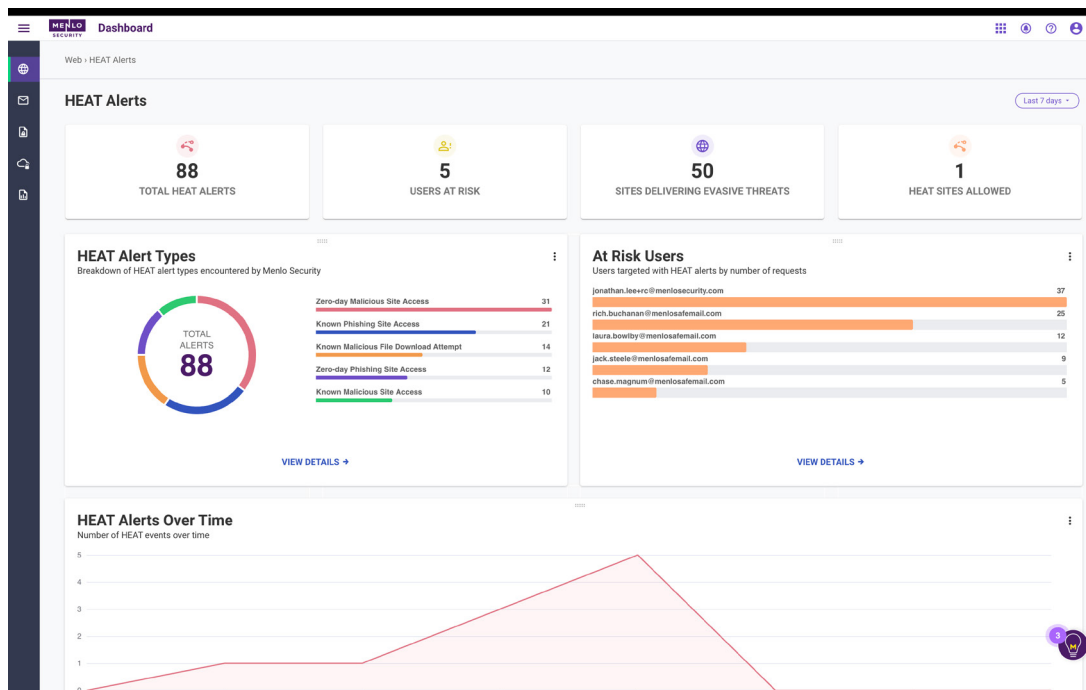 MENLO
SECURITY
Dashboard
Web › HEAT Alerts
HEAT Alerts
Last 7 days
88
TOTAL HEAT ALERTS
5
USERS AT RISK
50
SITES DELIVERING EVASIVE THREATS
1
HEAT SITES ALLOWED
HEAT Alert Types
Breakdown of HEAT alert types encountered by Menlo Security
TOTAL
ALERTS
88
Zero-day Malicious Site Access 31
Known Phishing Site Access 21
Known Malicious File Download Attempt 14
Zero-day Phishing Site Access 12
Known Malicious Site Access 10
VIEW DETAILS →
At Risk Users
Users targeted with HEAT alerts by number of requests
jonathan.lee+rc@menlosecurity.com 37
rich.buchanan@menlosafemail.com 25
laura.bowlby@menlosafemail.com 12
jack.steele@menlosafemail.com 9
chase.magnum@menlosafemail.com 5
VIEW DETAILS →
HEAT Alerts Over Time
Number of HEAT events over time
5
4
3
2
1
0
3
M